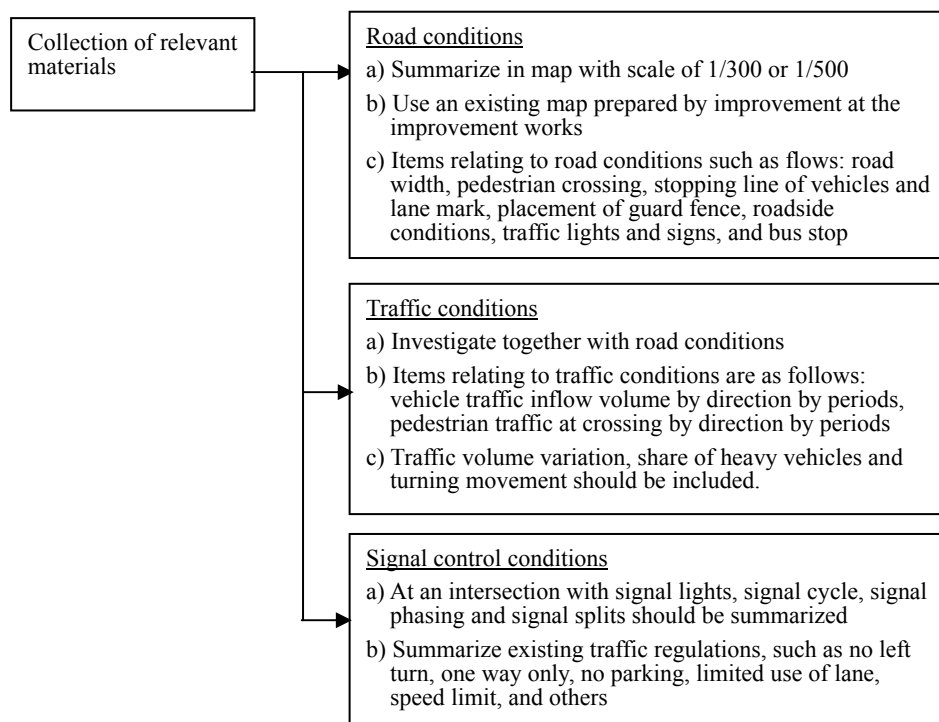 Collection of relevant
materials
Road conditions
a) Summarize in map with scale of 1/300 or 1/500
b) Use an existing map prepared by improvement at the
improvement works
c) Items relating to road conditions such as flows: road
width, pedestrian crossing, stopping line of vehicles and
lane mark, placement of guard fence, roadside
conditions, traffic lights and signs, and bus stop
Traffic conditions
a) Investigate together with road conditions
b) Items relating to traffic conditions are as follows:
vehicle traffic inflow volume by direction by periods,
pedestrian traffic at crossing by direction by periods
c) Traffic volume variation, share of heavy vehicles and
turning movement should be included.
Signal control conditions
a) At an intersection with signal lights, signal cycle, signal
phasing and signal splits should be summarized
b) Summarize existing traffic regulations, such as no left
turn, one way only, no parking, limited use of lane,
speed limit, and others